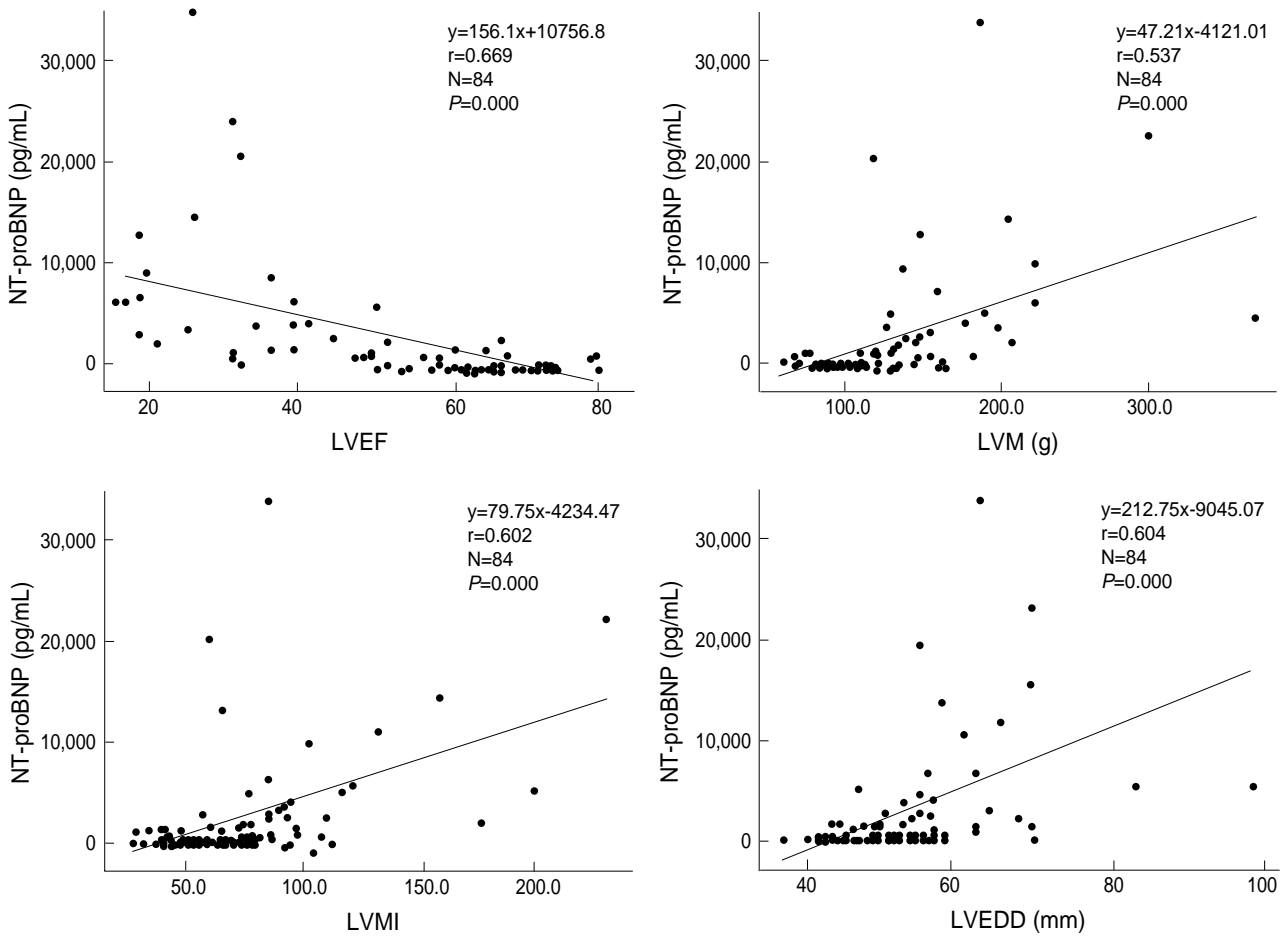 y=156.1x+10756.8
r=0.669
N=84
P=0.000
NT-proBNP (pg/mL)
30,000
20,000
10,000
0
20 40 60 80
LVEF
y=47.21x-4121.01
r=0.537
N=84
P=0.000
NT-proBNP (pg/mL)
30,000
20,000
10,000
0
100.0 200.0 300.0
LVM (g)
y=79.75x-4234.47
r=0.602
N=84
P=0.000
NT-proBNP (pg/mL)
30,000
20,000
10,000
0
50.0 100.0 150.0 200.0
LVMI
y=212.75x-9045.07
r=0.604
N=84
P=0.000
NT-proBNP (pg/mL)
30,000
20,000
10,000
0
40 60 80 100
LVEDD (mm)